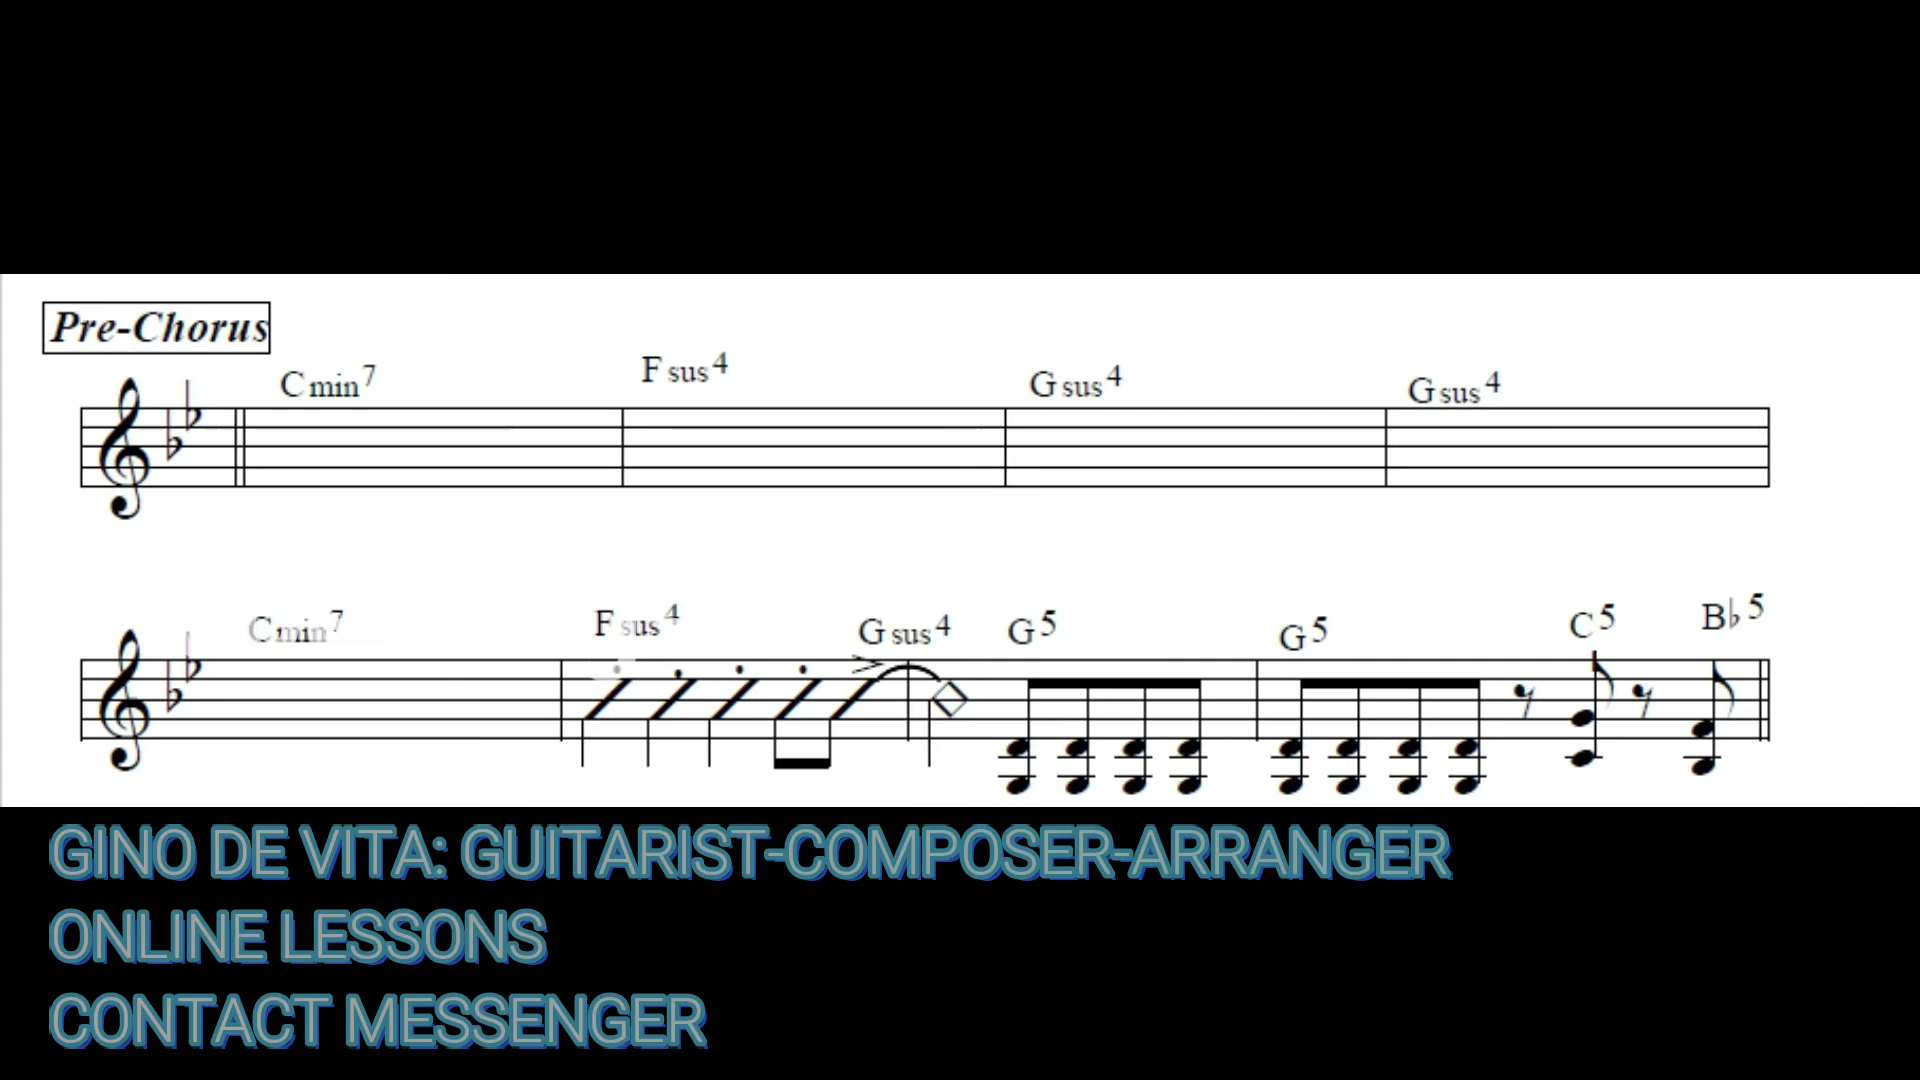 Pre-Chorus
Cmin7 Fsus4 Gsus4 Gsus4
Cmin7 Fsus4 Gsus4 G5 G5 C5 B♭5
GINO DE VITA: GUITARIST-COMPOSER-ARRANGER
ONLINE LESSONS
CONTACT MESSENGER